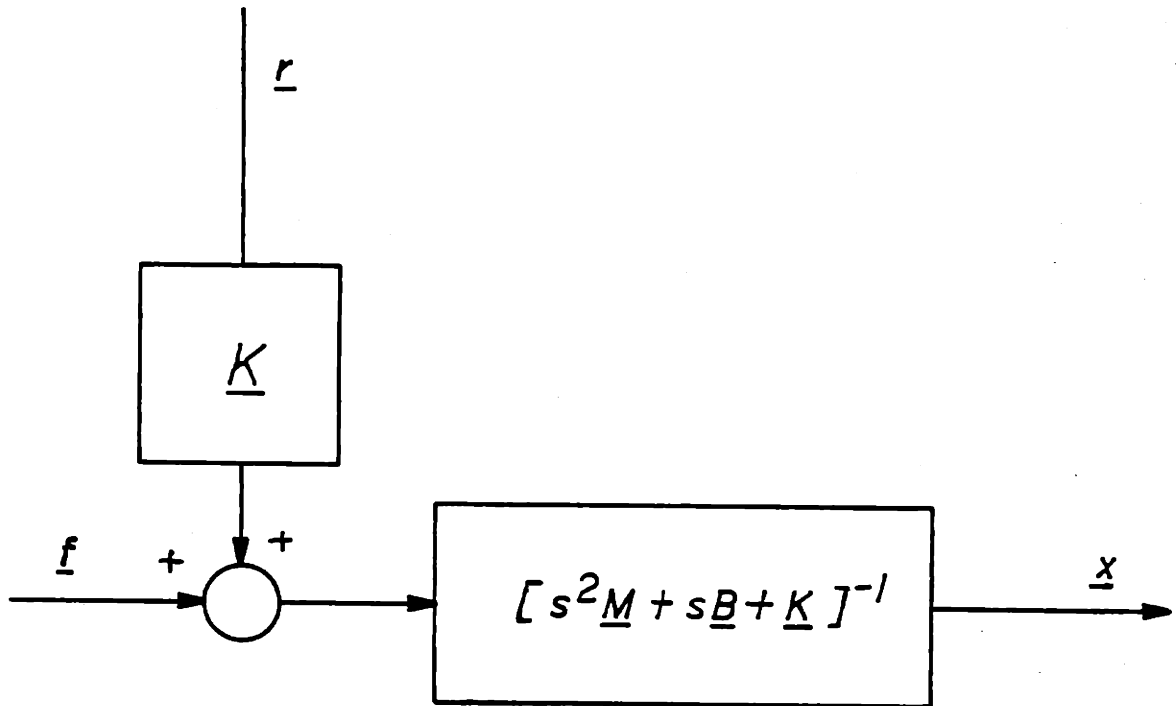 r
K
f + +
[s²M + sB + K]⁻¹
x